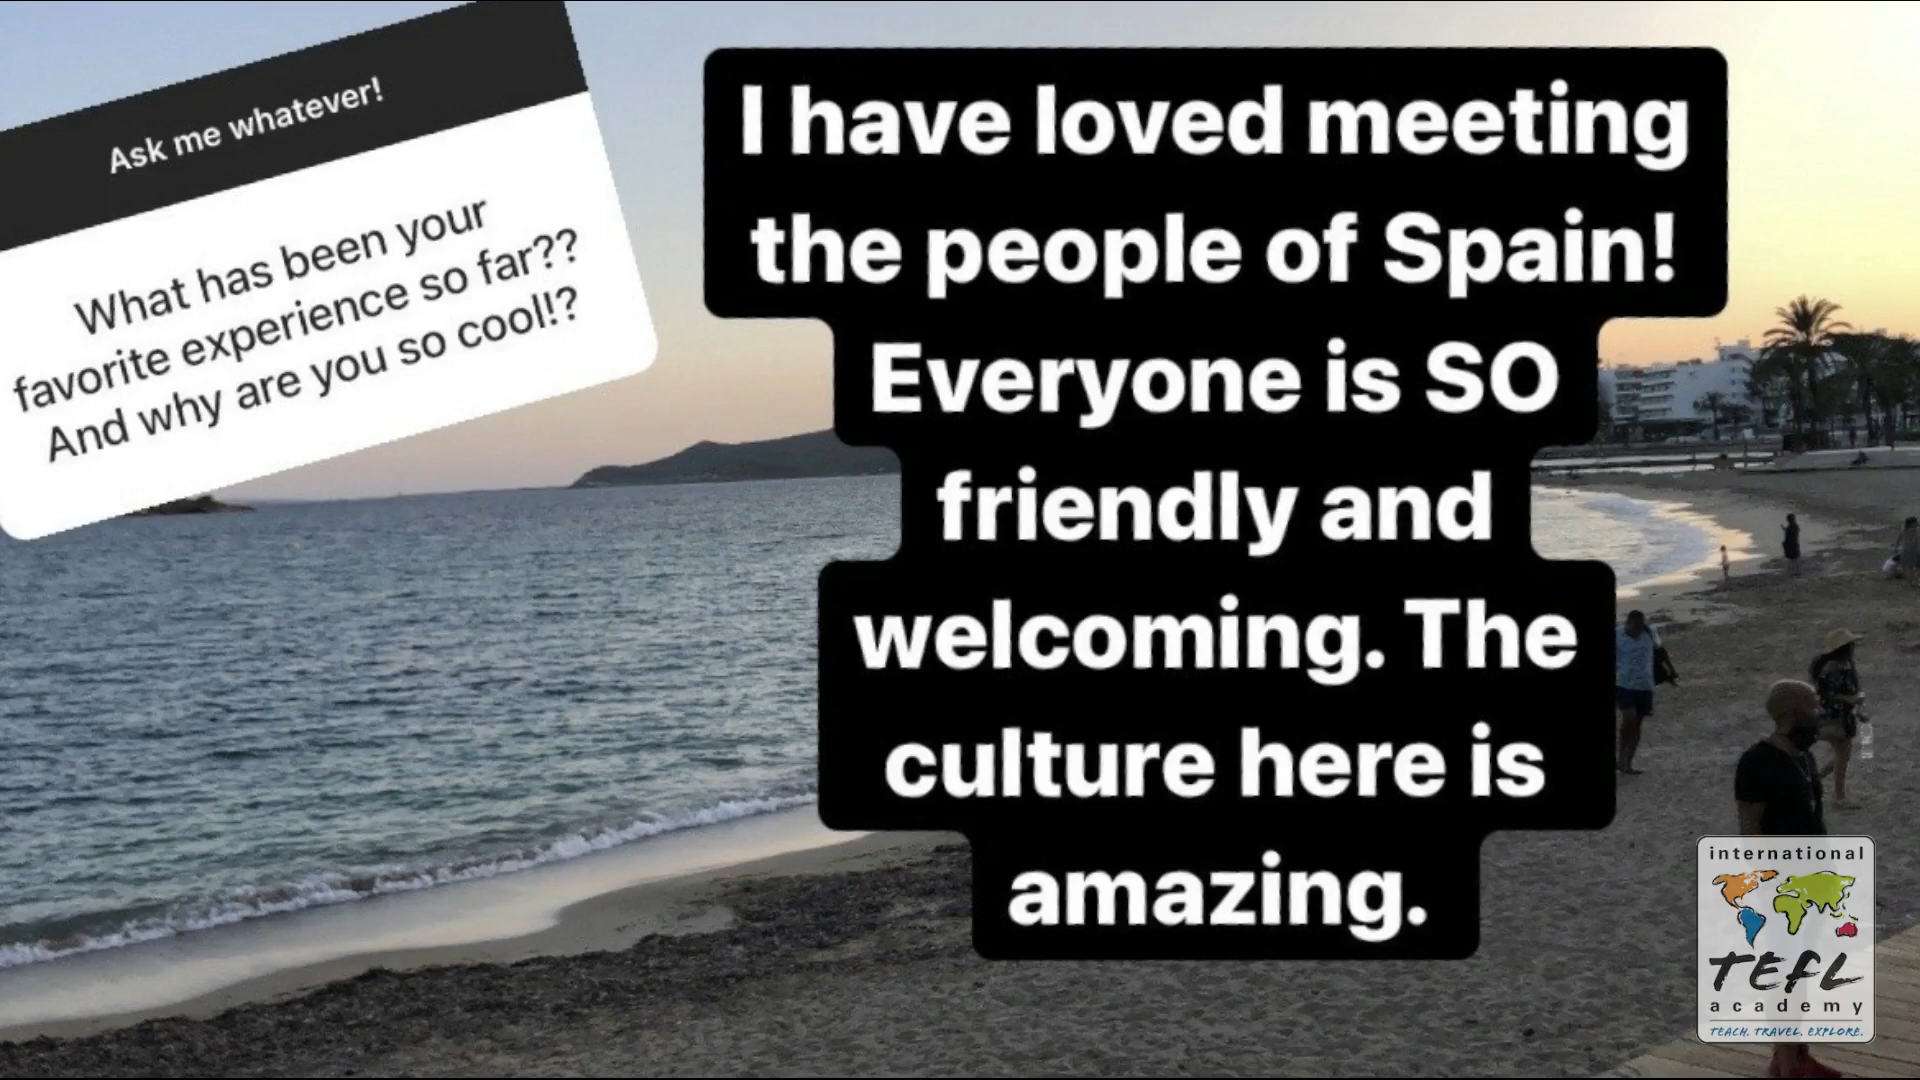 Ask me whatever!
What has been your
favorite experience so far??
And why are you so cool!?
I have loved meeting
the people of Spain!
Everyone is SO
friendly and
welcoming. The
culture here is
amazing.
international
TEFL
academy
TEACH. TRAVEL. EXPLORE.